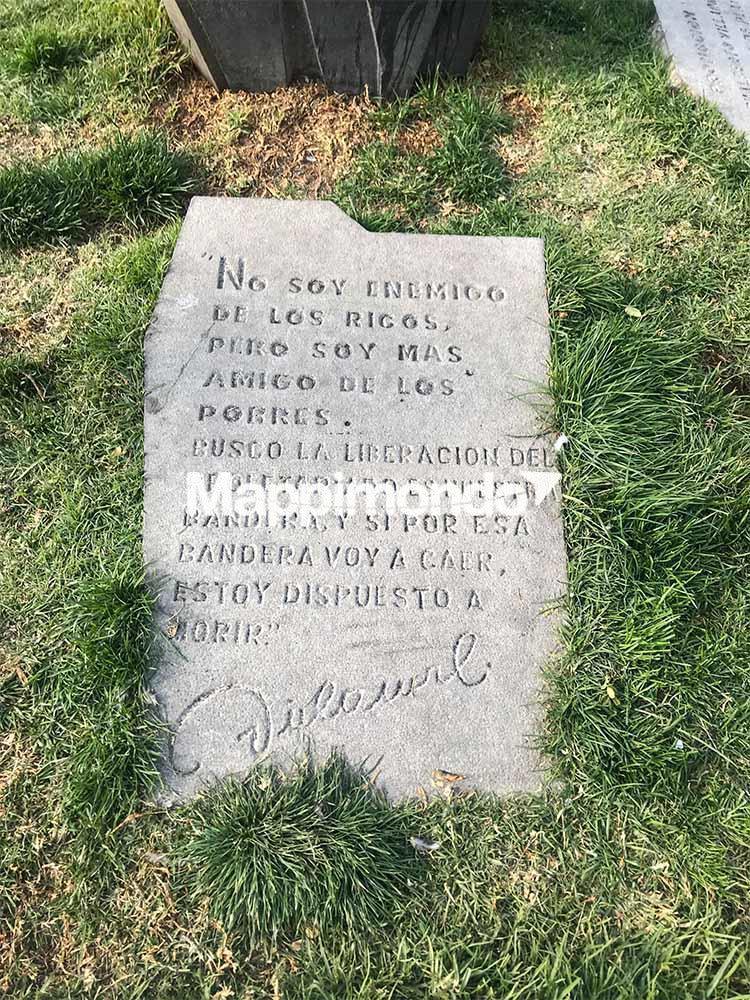 "No SOY ENEMIGO
DE LOS RICOS,
PERO SOY MAS
AMIGO DE LOS
POBRES.
BUSCO LA LIBERACION DEL
Mapoimondo
BANDERA, Y SI POR ESA
BANDERA VOY A CAER,
ESTOY DISPUESTO A
MORIR."